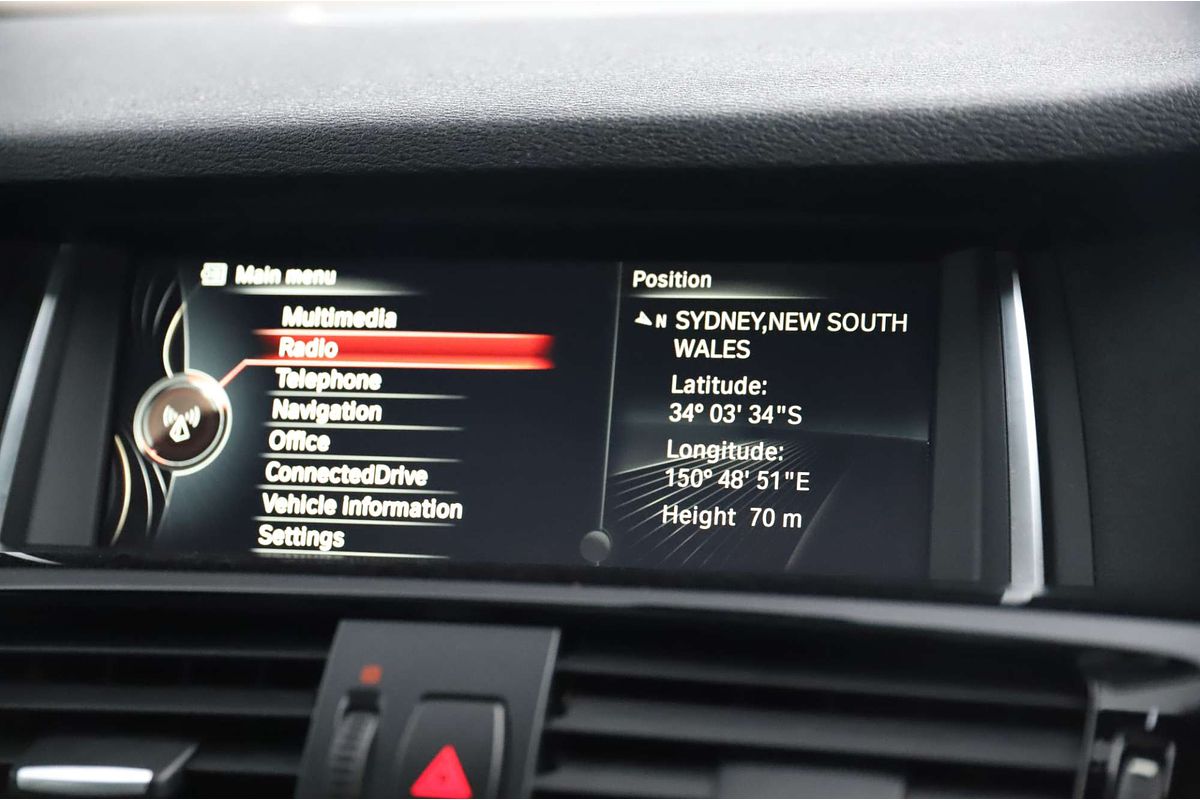 Main menu
Multimedia
Radio
Telephone
Navigation
Office
ConnectedDrive
Vehicle information
Settings
Position
N SYDNEY,NEW SOUTH
WALES
Latitude:
34° 03' 34"S
Longitude:
150° 48' 51"E
Height 70 m